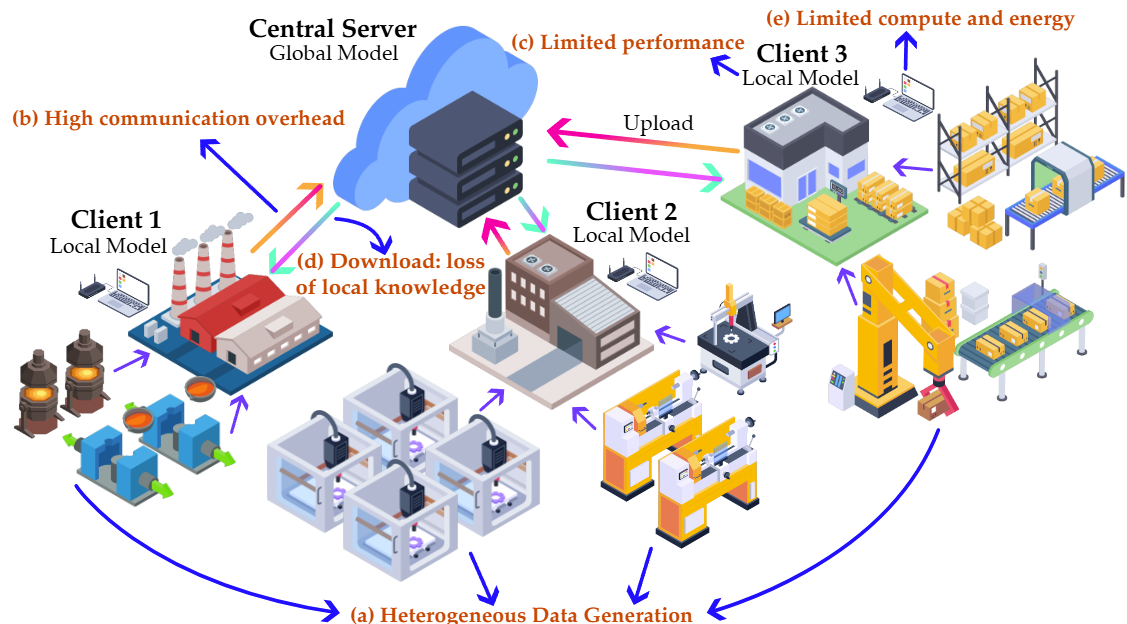 (e) Limited compute and energy
Central Server
Global Model
(c) Limited performance
Client 3
Local Model
(b) High communication overhead
Upload
Client 1
Local Model
Client 2
Local Model
(d) Download: loss
of local knowledge
(a) Heterogeneous Data Generation